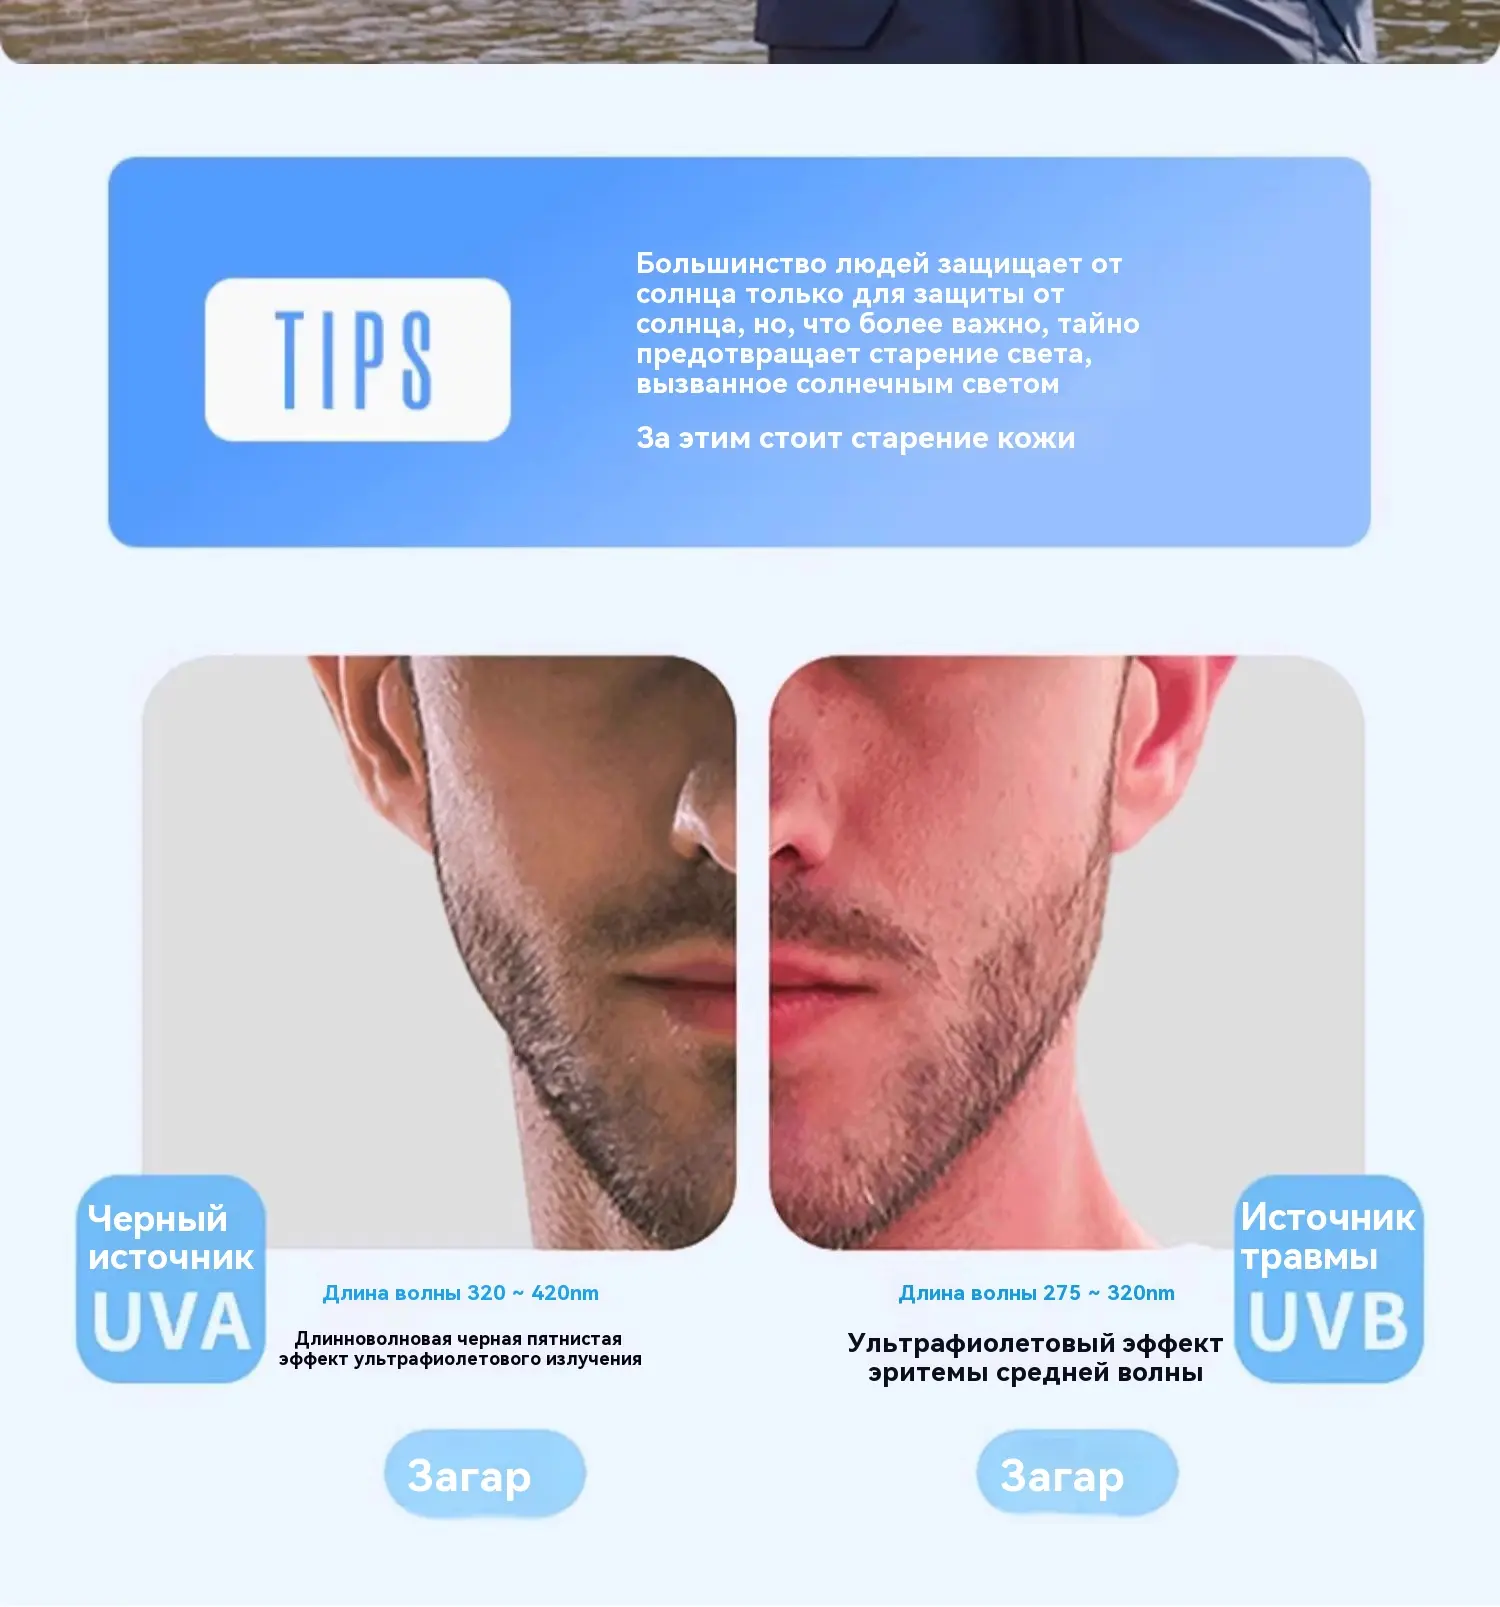 TIPS
Большинство людей защищает от
солнца только для защиты от
солнца, но, что более важно, тайно
предотвращает старение света,
вызванное солнечным светом
За этим стоит старение кожи
Черный
источник
UVA
Длина волны 320 ~ 420nm
Длинноволновая черная пятнистая
эффект ультрафиолетового излучения
Загар
Длина волны 275 ~ 320nm
Ультрафиолетовый эффект
эритемы средней волны
Источник
травмы
UVB
Загар